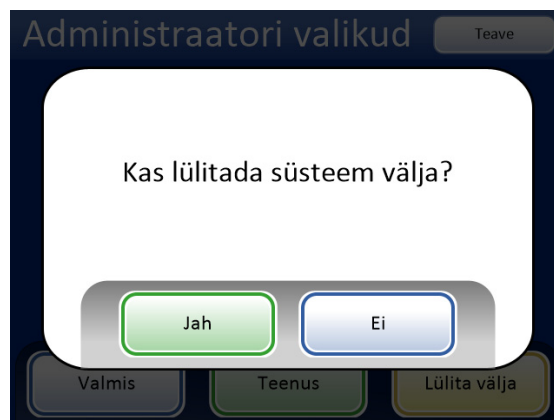 Administraatori valikud
Teave
Kas lülitada süsteem välja?
Jah
Ei
Valmis
Teenus
Lülita välja